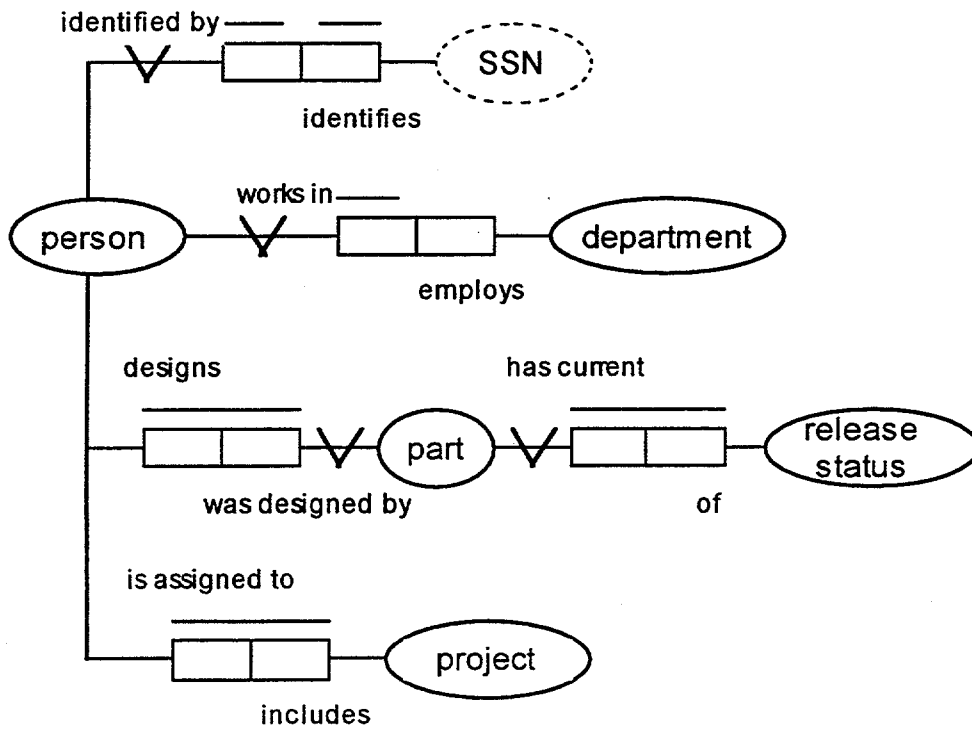 identified by
SSN
identifies
works in
person
department
employs
designs
has current
part
release
status
was designed by
of
is assigned to
project
includes